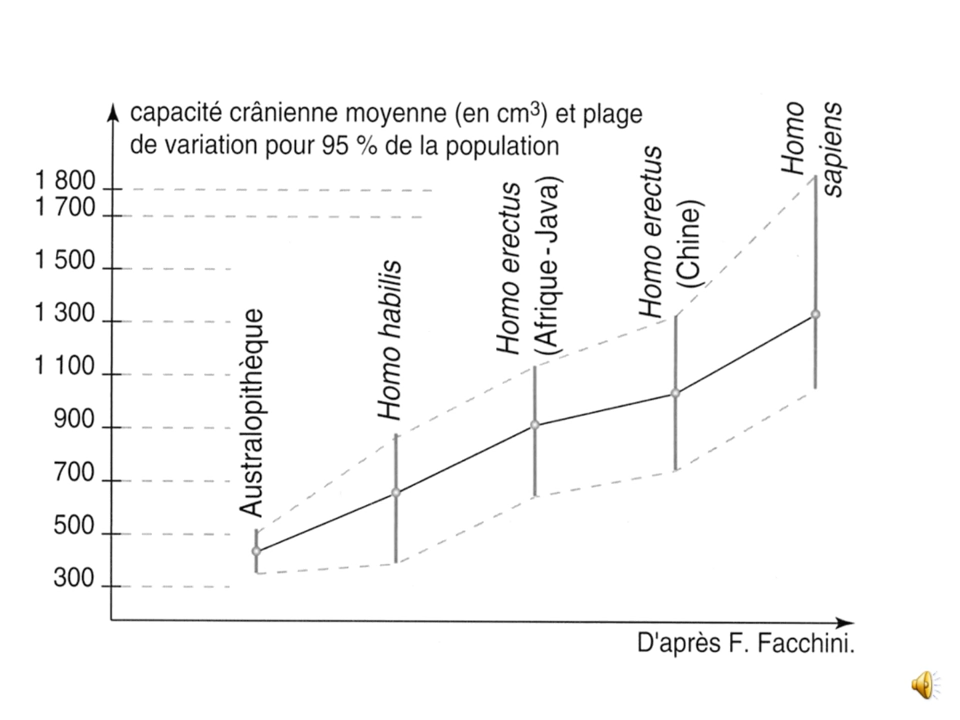 capacité crânienne moyenne (en cm³) et plage
de variation pour 95 % de la population
1 800
1 700
1 500
1 300
1 100
900
700
500
300
Australopithèque
Homo habilis
Homo erectus
(Afrique-Java)
Homo erectus
(Chine)
Homo
sapiens
D'après F. Facchini.